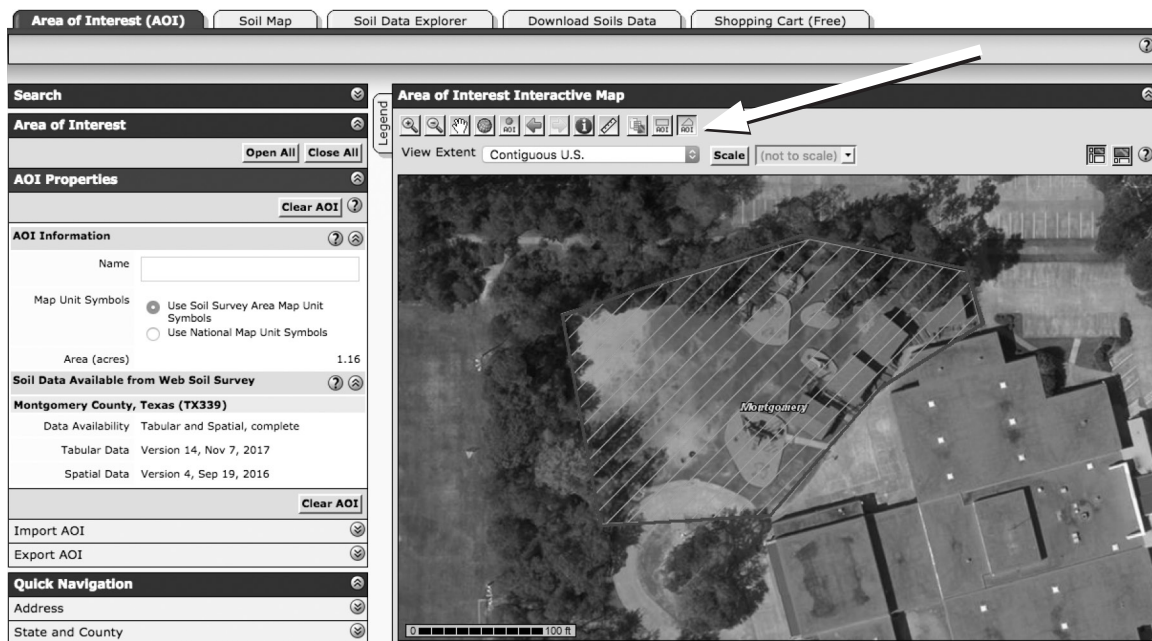 Area of Interest (AOI)
Soil Map
Soil Data Explorer
Download Soils Data
Shopping Cart (Free)
Search
Area of Interest
Open All
Close All
AOI Properties
Clear AOI
AOI Information
Name
Map Unit Symbols
Use Soil Survey Area Map Unit
Symbols
Use National Map Unit Symbols
Area (acres)
1.16
Soil Data Available from Web Soil Survey
Montgomery County, Texas (TX339)
Data Availability
Tabular and Spatial, complete
Tabular Data
Version 14, Nov 7, 2017
Spatial Data
Version 4, Sep 19, 2016
Clear AOI
Import AOI
Export AOI
Quick Navigation
Address
State and County
Legend
Area of Interest Interactive Map
AOI
AOI
AOI
View Extent
Contiguous U.S.
Scale
(not to scale)
Montgomery
0
100 ft